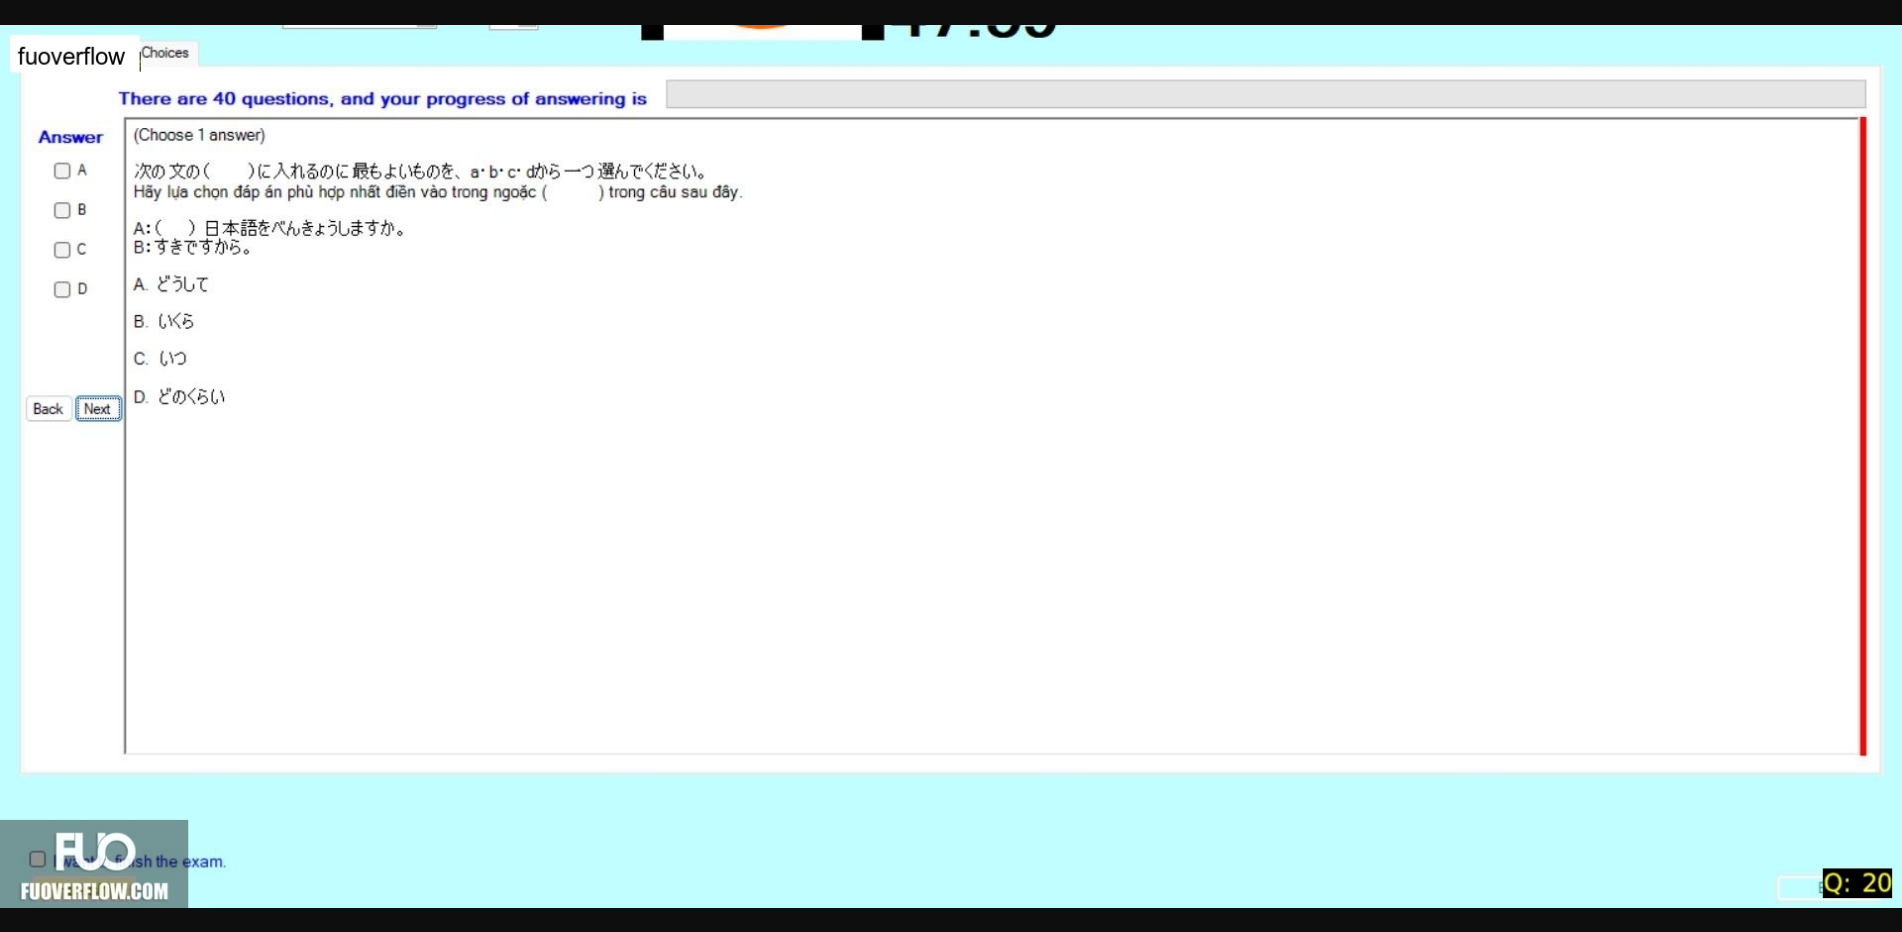 fuoverflow
Choices
There are 40 questions, and your progress of answering is
Answer
(Choose 1 answer)
A
B
C
D
次の文の(　　)に入れるのに最もよいものを、a・b・c・dから一つ選んでください。
Hãy lựa chọn đáp án phù hợp nhất điền vào trong ngoặc (　　) trong câu sau đây.
A:(　) 日本語をべんきょうしますか。
B:すきですから。
A. どうして
B. いくら
C. いつ
D. どのくらい
Back Next
FUO
finish the exam.
FUOVERFLOW.COM
Q: 20